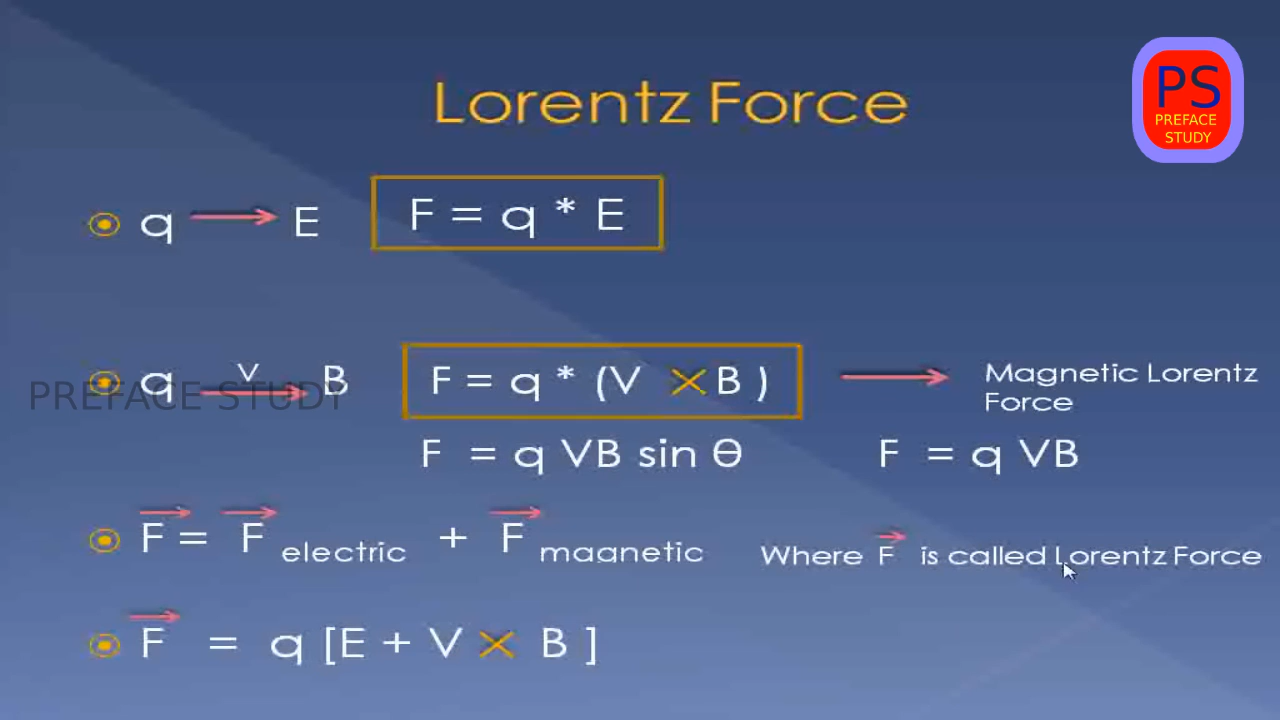 Lorentz Force
PS
PREFACE
STUDY
q → E F = q * E
q V→ B F = q * (V × B ) → Magnetic Lorentz
Force
PREFACE STUDY
F = q VB sin θ F = q VB
F⃗ = F⃗ electric + F⃗ maanetic Where F⃗ is called Lorentz Force
F⃗ = q [E + V × B ]